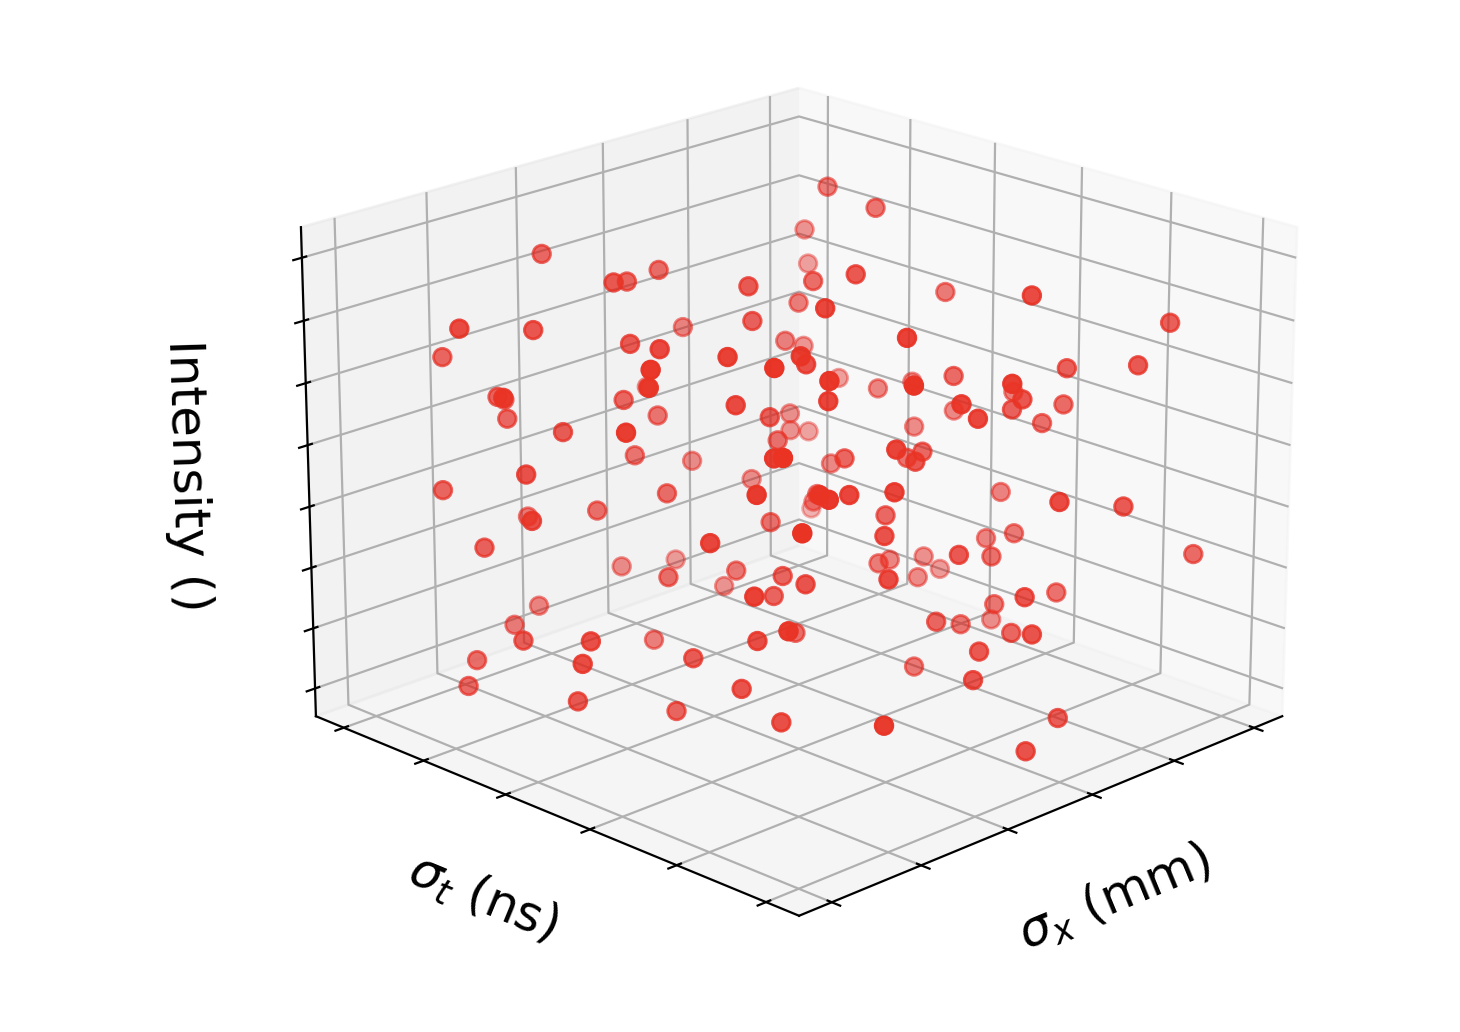 Intensity ()
σt (ns)
σx (mm)